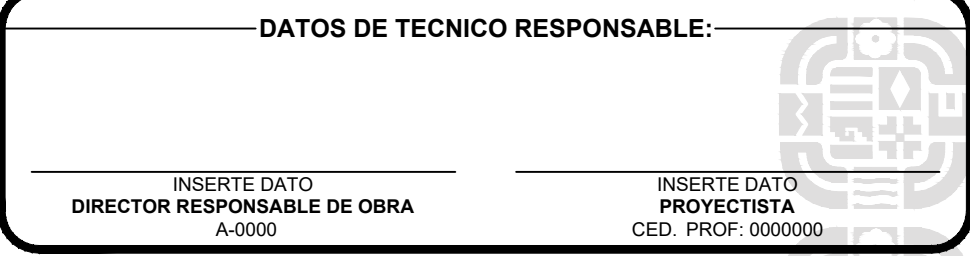 DATOS DE TECNICO RESPONSABLE:
INSERTE DATO
DIRECTOR RESPONSABLE DE OBRA
A-0000
INSERTE DATO
PROYECTISTA
CED. PROF: 0000000